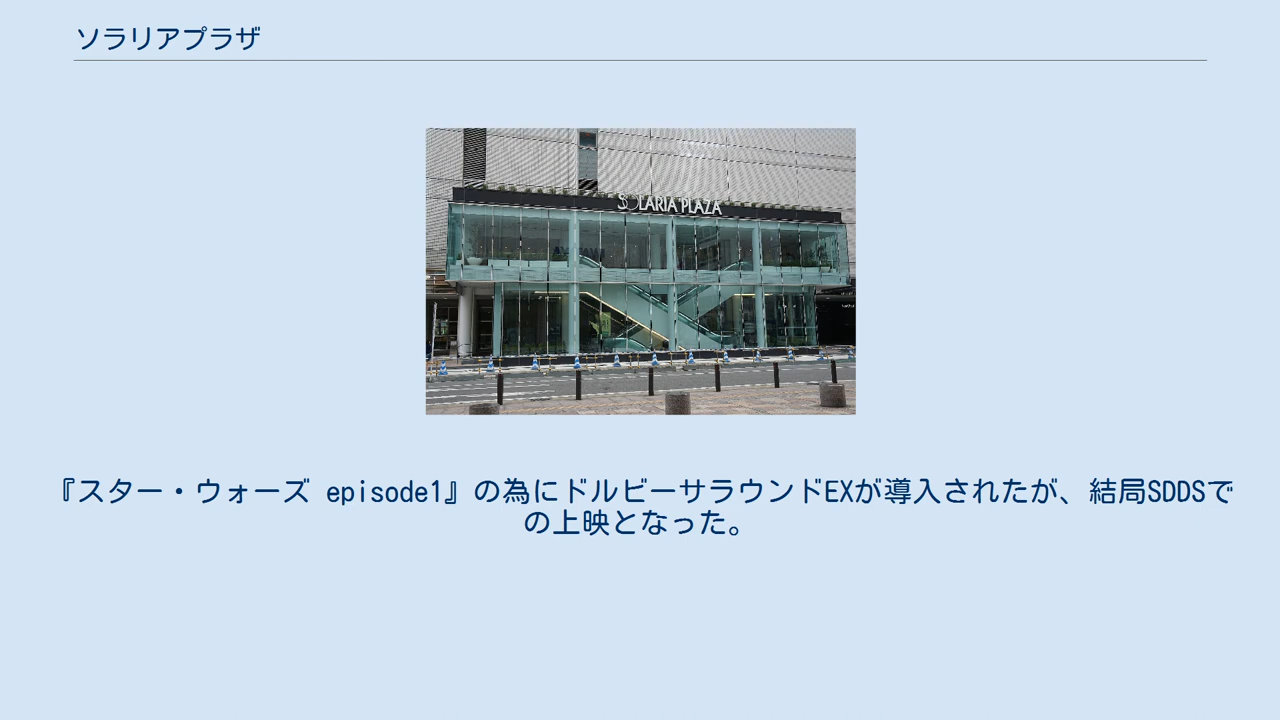 ソラリアプラザ
SOLARIA PLAZA
『スター・ウォーズ episode1』の為にドルビーサラウンドEXが導入されたが、結局SDDSで
の上映となった。